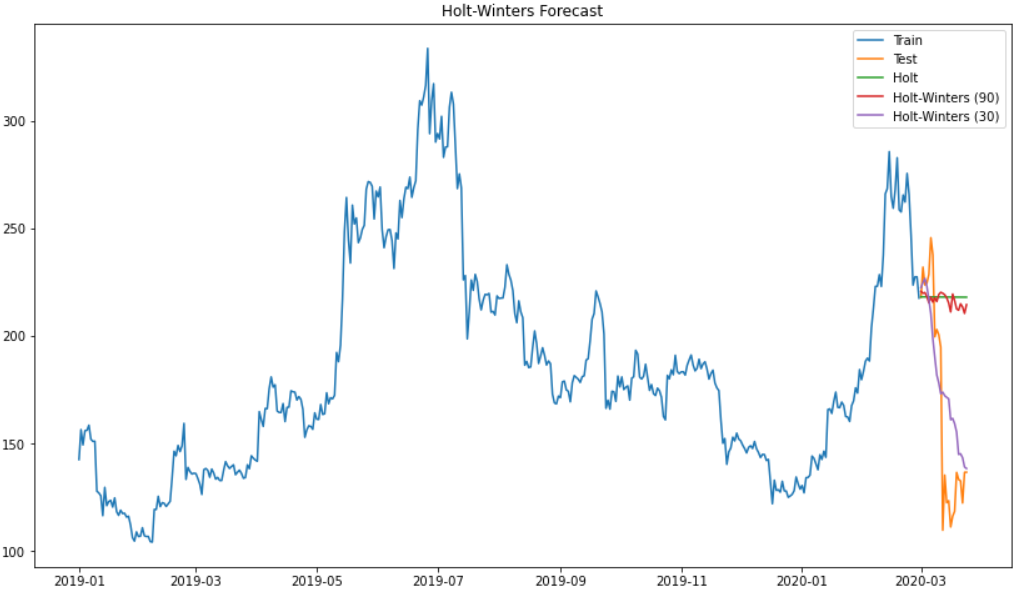 Holt-Winters Forecast
Train
Test
Holt
Holt-Winters (90)
Holt-Winters (30)
300
250
200
150
100
2019-01 2019-03 2019-05 2019-07 2019-09 2019-11 2020-01 2020-03